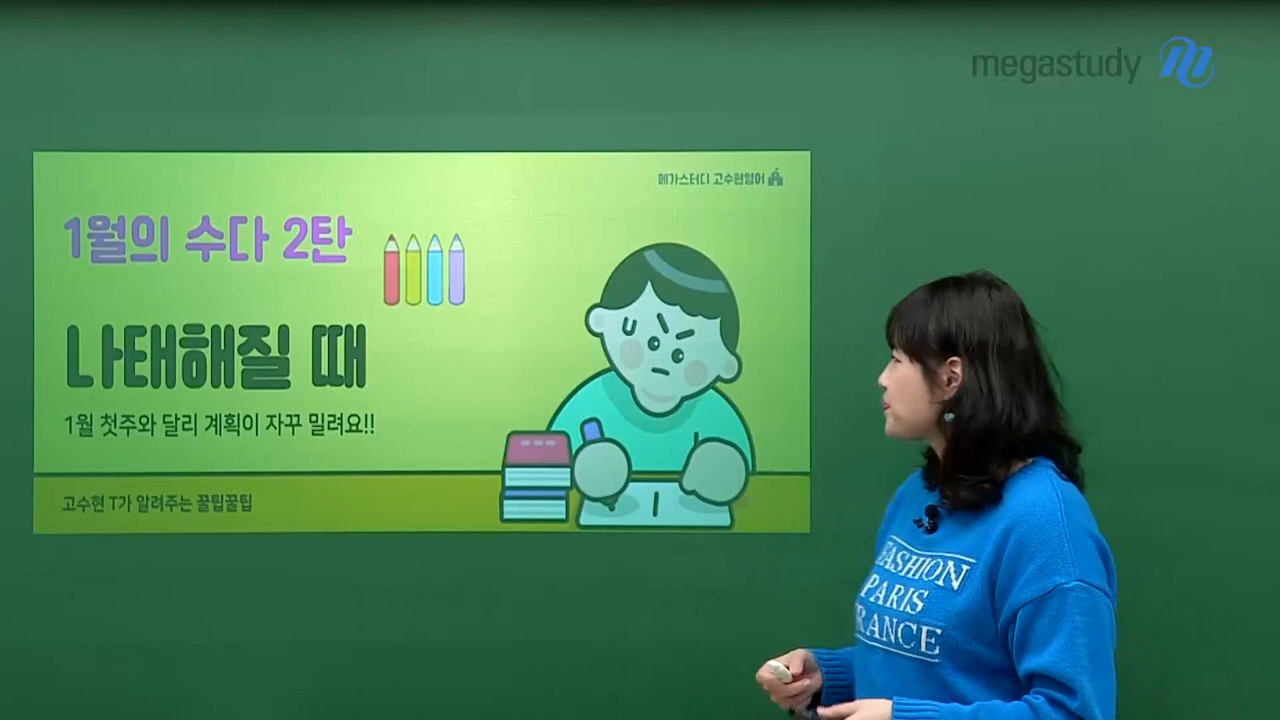 megastudy
메가스터디 고수현영어
1월의 수다 2탄
나태해질 때
1월 첫주와 달리 계획이 자꾸 밀려요!!
고수현 T가 알려주는 꿀팁꿀팁
FASHION
PARIS
FRANCE